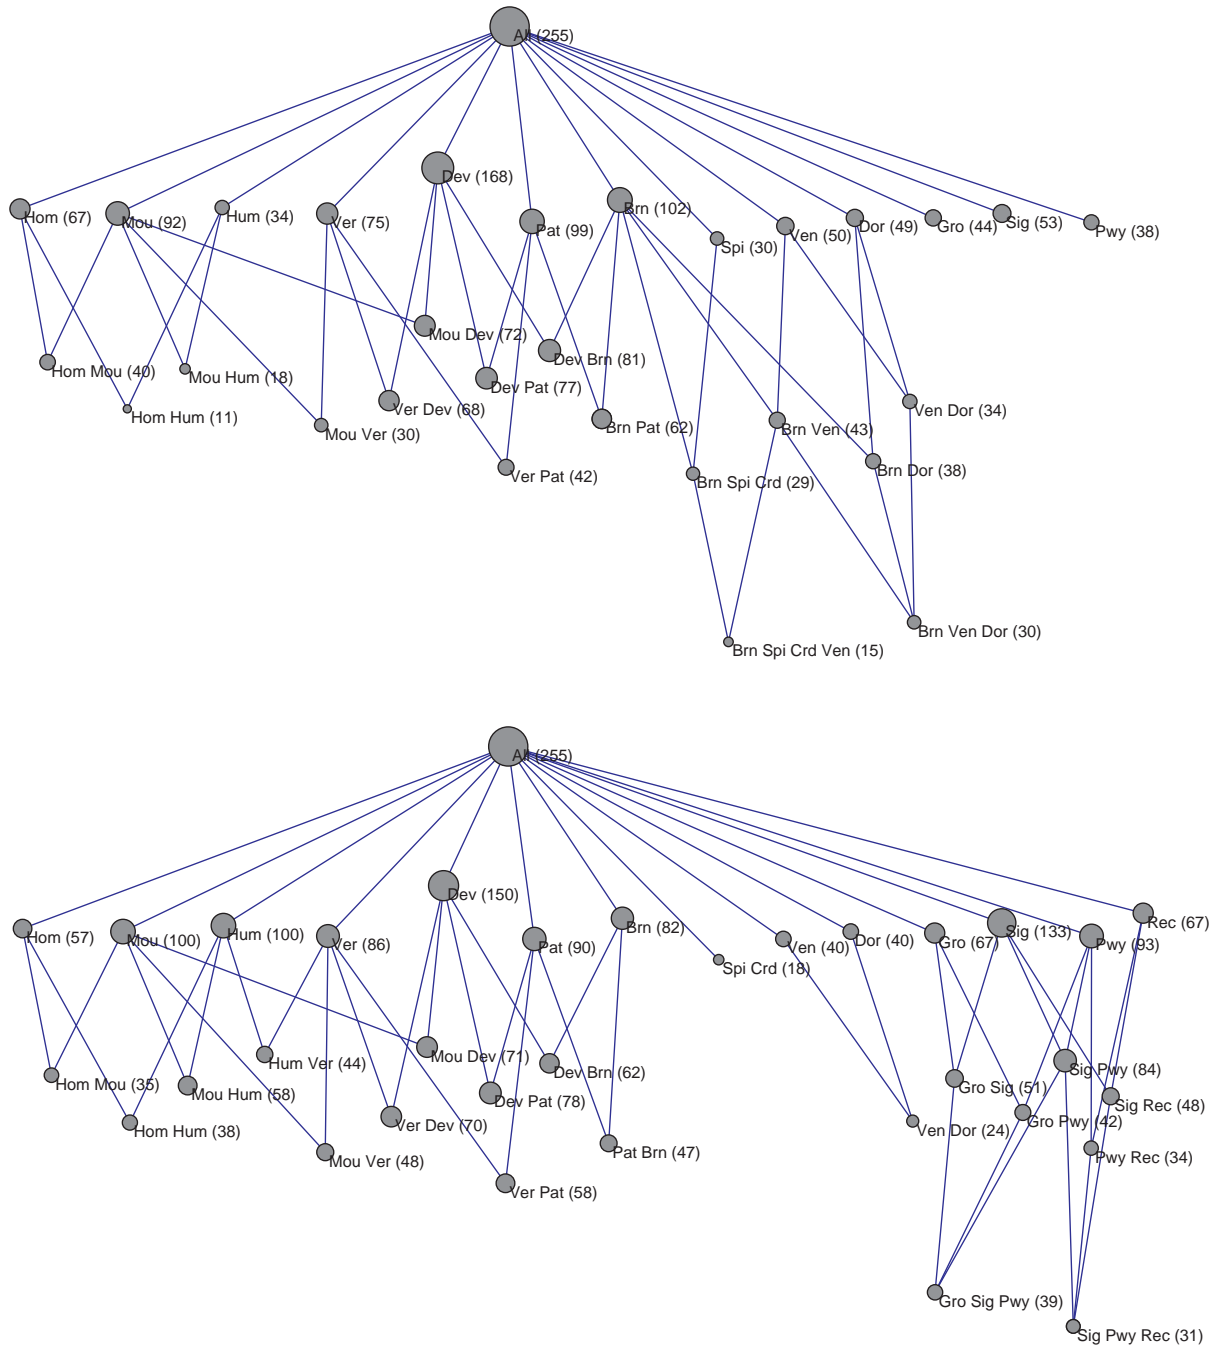 All (255)
Dev (168)
Hom (67)
Mou (92)
Hum (34)
Ver (75)
Pat (99)
Brn (102)
Spi (30)
Ven (50)
Dor (49)
Gro (44)
Sig (53)
Pwy (38)
Mou Dev (72)
Dev Brn (81)
Hom Mou (40)
Mou Hum (18)
Dev Pat (77)
Hom Hum (11)
Ver Dev (68)
Ven Dor (34)
Mou Ver (30)
Brn Pat (62)
Brn Ven (43)
Ver Pat (42)
Brn Spi Crd (29)
Brn Dor (38)
Brn Ven Dor (30)
Brn Spi Crd Ven (15)
All (255)
Dev (150)
Hom (57)
Mou (100)
Hum (100)
Ver (86)
Pat (90)
Brn (82)
Spi Crd (18)
Ven (40)
Dor (40)
Gro (67)
Sig (133)
Pwy (93)
Rec (67)
Hum Ver (44)
Mou Dev (71)
Dev Brn (62)
Sig Pwy (84)
Hom Mou (35)
Mou Hum (58)
Dev Pat (78)
Gro Sig (51)
Sig Rec (48)
Hom Hum (38)
Ver Dev (70)
Ven Dor (24)
Gro Pwy (42)
Mou Ver (48)
Pat Brn (47)
Pwy Rec (34)
Ver Pat (58)
Gro Sig Pwy (39)
Sig Pwy Rec (31)